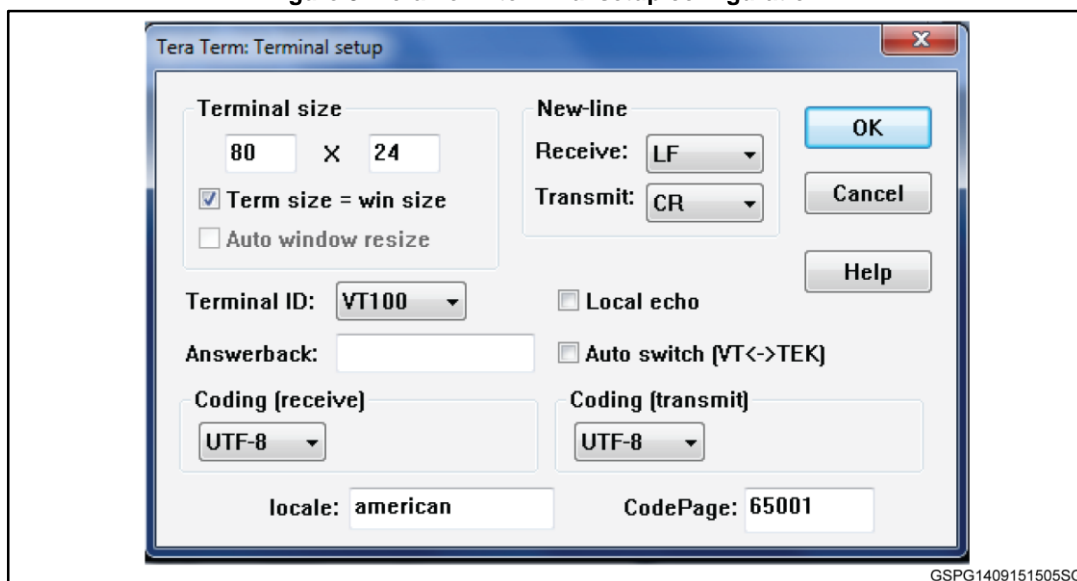 Tera Term: Terminal setup
Terminal size
80 X 24
Term size = win size
Auto window resize
New-line
Receive: LF
Transmit: CR
OK
Cancel
Help
Terminal ID: VT100
Local echo
Answerback:
Auto switch (VT<->TEK)
Coding (receive)
UTF-8
Coding (transmit)
UTF-8
locale: american
CodePage: 65001